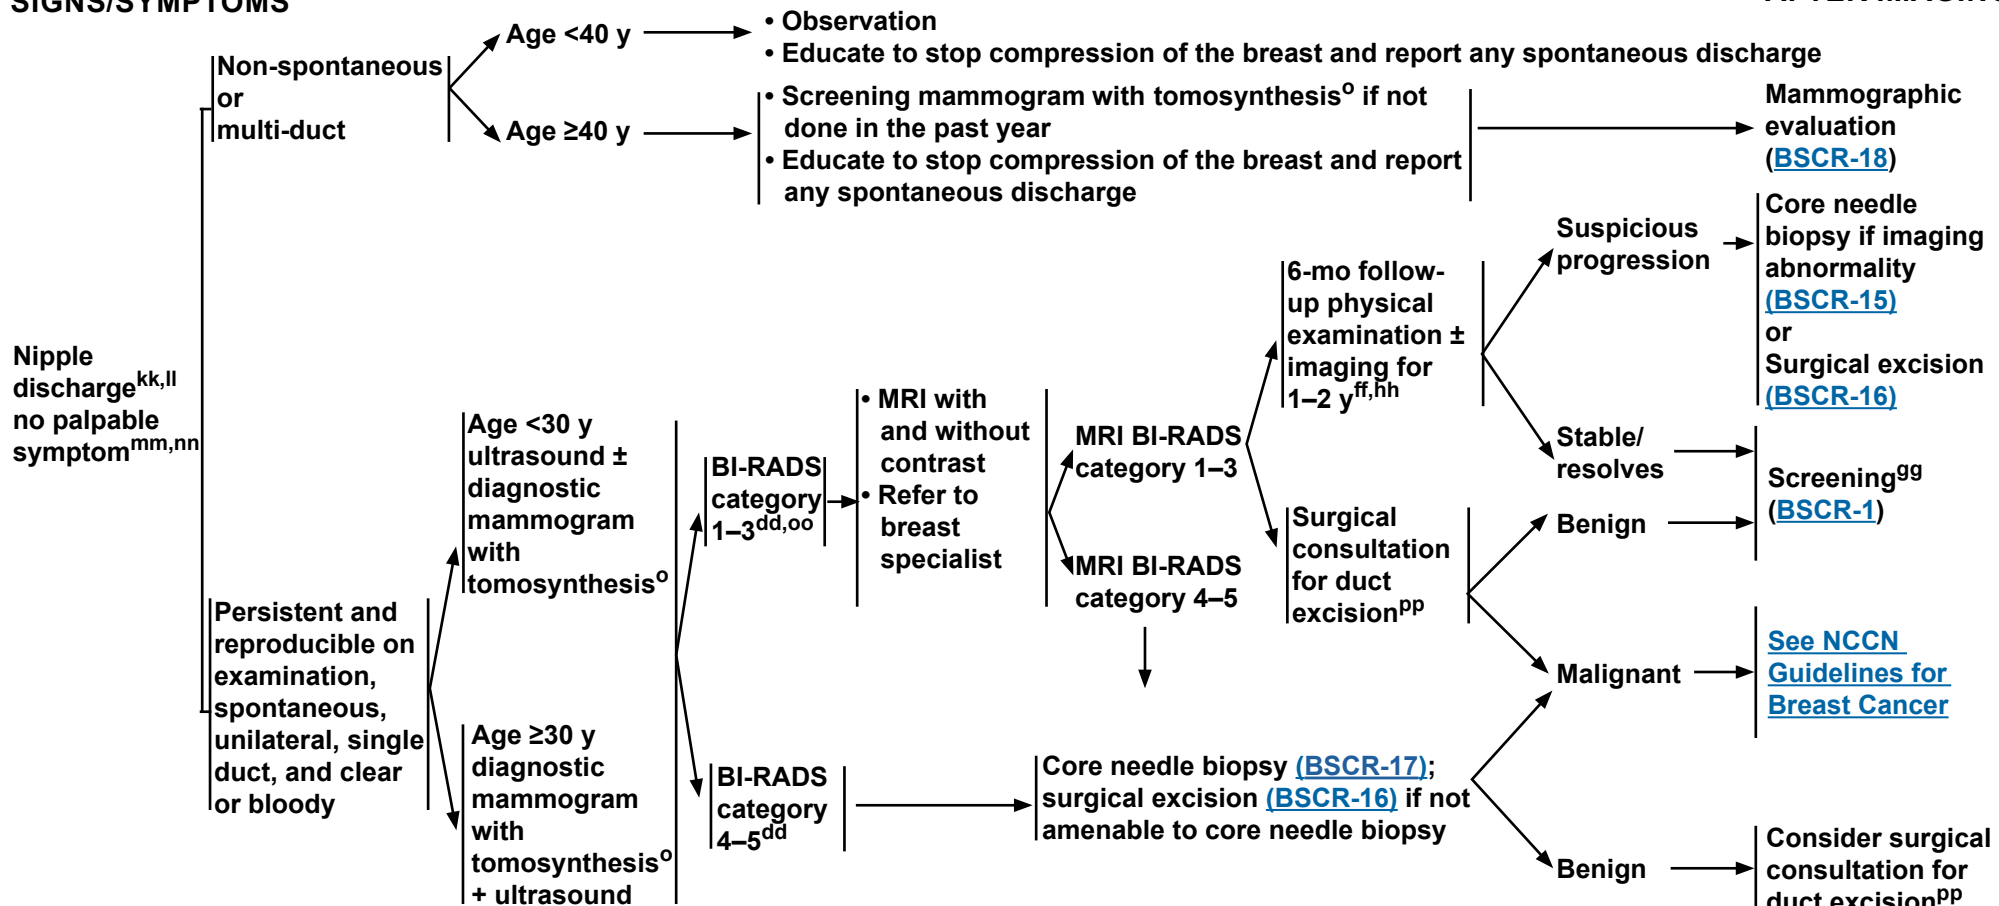 SIGNS/SYMPTOMS
Nipple
discharge^kk,ll
no palpable
symptom^mm,nn
Non-spontaneous
or
multi-duct
Age <40 y
• Observation
• Educate to stop compression of the breast and report any spontaneous discharge
Age ≥40 y
• Screening mammogram with tomosynthesis^o if not
done in the past year
• Educate to stop compression of the breast and report
any spontaneous discharge
Mammographic
evaluation
(BSCR-18)
Persistent and
reproducible on
examination,
spontaneous,
unilateral, single
duct, and clear
or bloody
Age <30 y
ultrasound ±
diagnostic
mammogram
with
tomosynthesis^o
Age ≥30 y
diagnostic
mammogram
with
tomosynthesis^o
+ ultrasound
BI-RADS
category
1–3^dd,oo
• MRI with
and without
contrast
• Refer to
breast
specialist
MRI BI-RADS
category 1–3
MRI BI-RADS
category 4–5
6-mo follow-
up physical
examination ±
imaging for
1–2 y^ff,hh
Suspicious
progression
Core needle
biopsy if imaging
abnormality
(BSCR-15)
or
Surgical excision
(BSCR-16)
Stable/
resolves
Screening^gg
(BSCR-1)
Surgical
consultation
for duct
excision^pp
Benign
Malignant
See NCCN
Guidelines for
Breast Cancer
BI-RADS
category
4–5^dd
Core needle biopsy (BSCR-17);
surgical excision (BSCR-16) if not
amenable to core needle biopsy
Benign
Consider surgical
consultation for
duct excision^pp